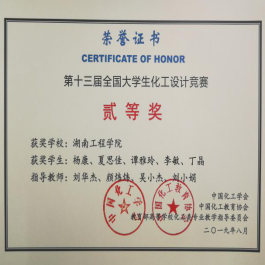 荣誉证书
CERTIFICATE OF HONOR
第十三届全国大学生化工设计竞赛
贰等奖
获奖学校：湖南工程学院
获奖学生：杨康、夏思佳、谭雅玲、李敏、丁晶
指导教师：刘华杰、颜炜伟、吴小杰、刘小娟
中国化工学会
中国化工教育协会
教育部高等学校化工类专业教学指导委员会
二〇一九年八月